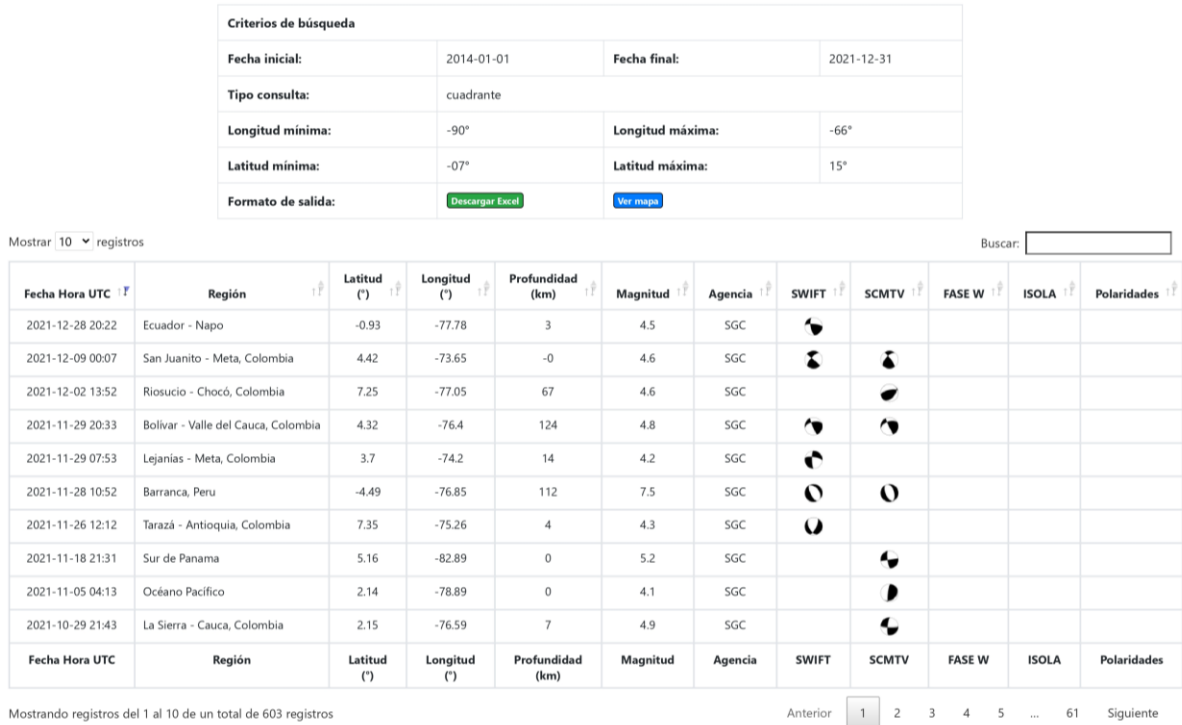 Criterios de búsqueda
Fecha inicial: 2014-01-01 Fecha final: 2021-12-31
Tipo consulta: cuadrante
Longitud mínima: -90° Longitud máxima: -66°
Latitud mínima: -07° Latitud máxima: 15°
Formato de salida: Descargar Excel Ver mapa
Mostrar 10 registros Buscar:
Fecha Hora UTC Región Latitud (°) Longitud (°) Profundidad (km) Magnitud Agencia SWIFT SCMTV FASE W ISOLA Polaridades
2021-12-28 20:22 Ecuador - Napo -0.93 -77.78 3 4.5 SGC
2021-12-09 00:07 San Juanito - Meta, Colombia 4.42 -73.65 -0 4.6 SGC
2021-12-02 13:52 Riosucio - Chocó, Colombia 7.25 -77.05 67 4.6 SGC
2021-11-29 20:33 Bolívar - Valle del Cauca, Colombia 4.32 -76.4 124 4.8 SGC
2021-11-29 07:53 Lejanías - Meta, Colombia 3.7 -74.2 14 4.2 SGC
2021-11-28 10:52 Barranca, Peru -4.49 -76.85 112 7.5 SGC
2021-11-26 12:12 Tarazá - Antioquia, Colombia 7.35 -75.26 4 4.3 SGC
2021-11-18 21:31 Sur de Panama 5.16 -82.89 0 5.2 SGC
2021-11-05 04:13 Océano Pacífico 2.14 -78.89 0 4.1 SGC
2021-10-29 21:43 La Sierra - Cauca, Colombia 2.15 -76.59 7 4.9 SGC
Fecha Hora UTC Región Latitud (°) Longitud (°) Profundidad (km) Magnitud Agencia SWIFT SCMTV FASE W ISOLA Polaridades
Mostrando registros del 1 al 10 de un total de 603 registros Anterior 1 2 3 4 5 ... 61 Siguiente